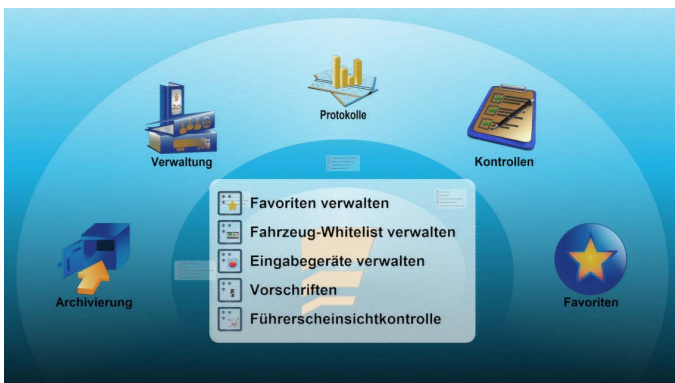 Protokolle
Verwaltung
Kontrollen
Favoriten verwalten
Fahrzeug-Whitelist verwalten
Eingabegeräte verwalten
Vorschriften
Führerscheinsichtkontrolle
Archivierung
Favoriten